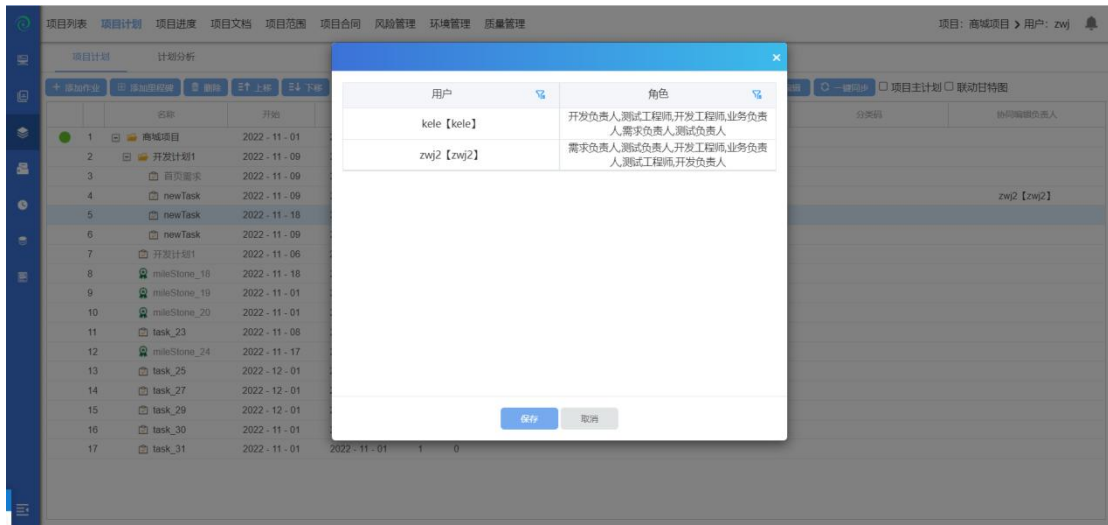 项目列表 项目计划 项目进度 项目文档 项目范围 项目合同 风险管理 环境管理 质量管理 项目：商城项目 ❯ 用户：zwj
项目计划 计划分析
+ 添加作业 添加里程碑 删除 上移 下移 一键同步 项目主计划 联动甘特图
名称 开始 分类码 协同编辑负责人
1 商城项目 2022 - 11 - 01
2 开发计划1 2022 - 11 - 09
3 首页需求 2022 - 11 - 09
4 newTask 2022 - 11 - 09 zwj2【zwj2】
5 newTask 2022 - 11 - 18
6 newTask 2022 - 11 - 09
7 开发计划1 2022 - 11 - 06
8 mileStone_18 2022 - 11 - 18
9 mileStone_19 2022 - 11 - 01
10 mileStone_20 2022 - 11 - 01
11 task_23 2022 - 11 - 08
12 mileStone_24 2022 - 11 - 17
13 task_25 2022 - 12 - 01
14 task_27 2022 - 12 - 01
15 task_29 2022 - 12 - 01
16 task_30 2022 - 11 - 01
17 task_31 2022 - 11 - 01 2022 - 11 - 01 1 0
用户 角色
kele【kele】 开发负责人,测试工程师,开发工程师,业务负责
人,需求负责人,测试负责人
zwj2【zwj2】 需求负责人,测试负责人,开发工程师,业务负责
人,测试工程师,开发负责人
保存 取消